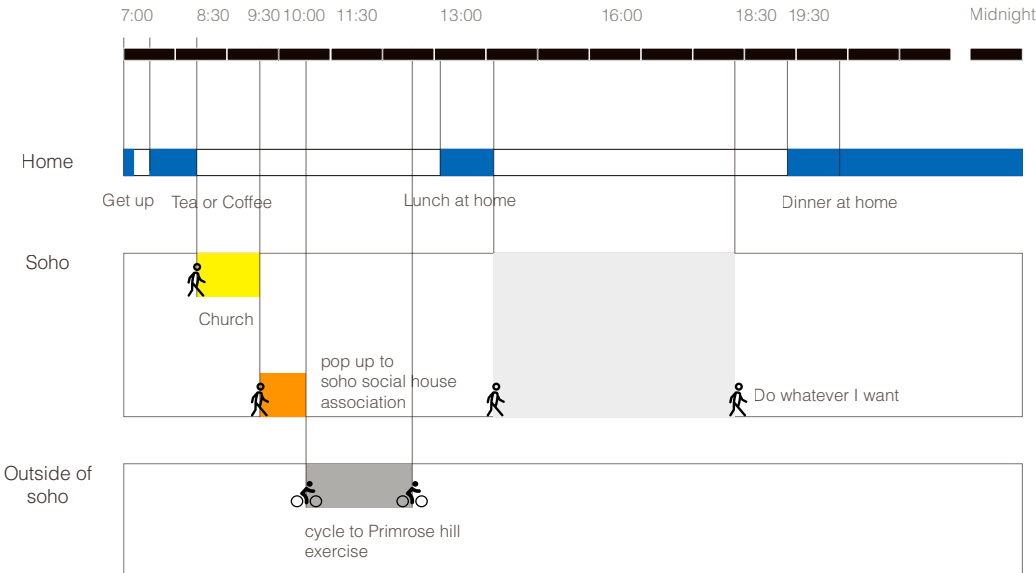 7:00 8:30 9:30 10:00 11:30 13:00 16:00 18:30 19:30 Midnight
Home
Get up Tea or Coffee Lunch at home Dinner at home
Soho
Church
pop up to
soho social house
association
Do whatever I want
Outside of
soho
cycle to Primrose hill
exercise